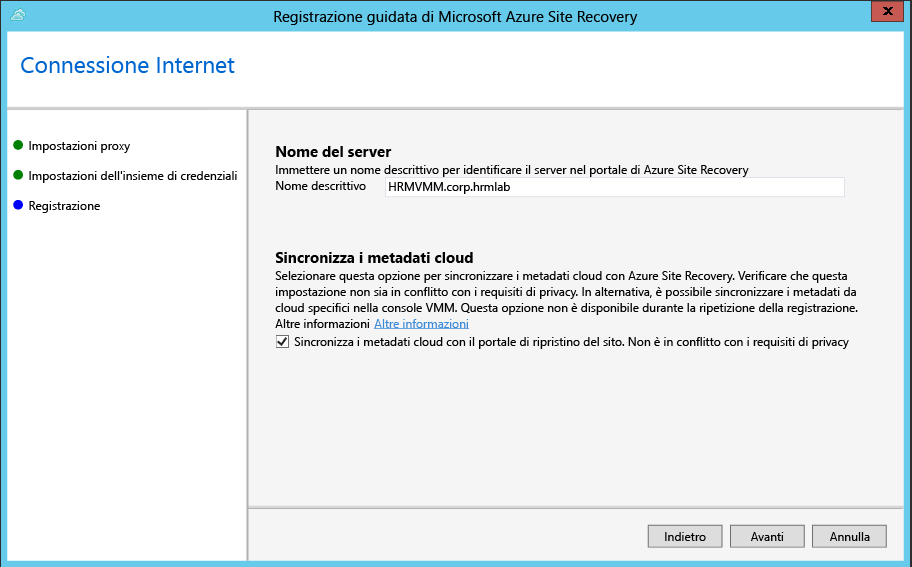 Registrazione guidata di Microsoft Azure Site Recovery
x
Connessione Internet
Impostazioni proxy
Impostazioni dell'insieme di credenziali
Registrazione
Nome del server
Immettere un nome descrittivo per identificare il server nel portale di Azure Site Recovery
Nome descrittivo HRMVMM.corp.hrmlab
Sincronizza i metadati cloud
Selezionare questa opzione per sincronizzare i metadati cloud con Azure Site Recovery. Verificare che questa
impostazione non sia in conflitto con i requisiti di privacy. In alternativa, è possibile sincronizzare i metadati da
cloud specifici nella console VMM. Questa opzione non è disponibile durante la ripetizione della registrazione.
Altre informazioni Altre informazioni
Sincronizza i metadati cloud con il portale di ripristino del sito. Non è in conflitto con i requisiti di privacy
Indietro Avanti Annulla